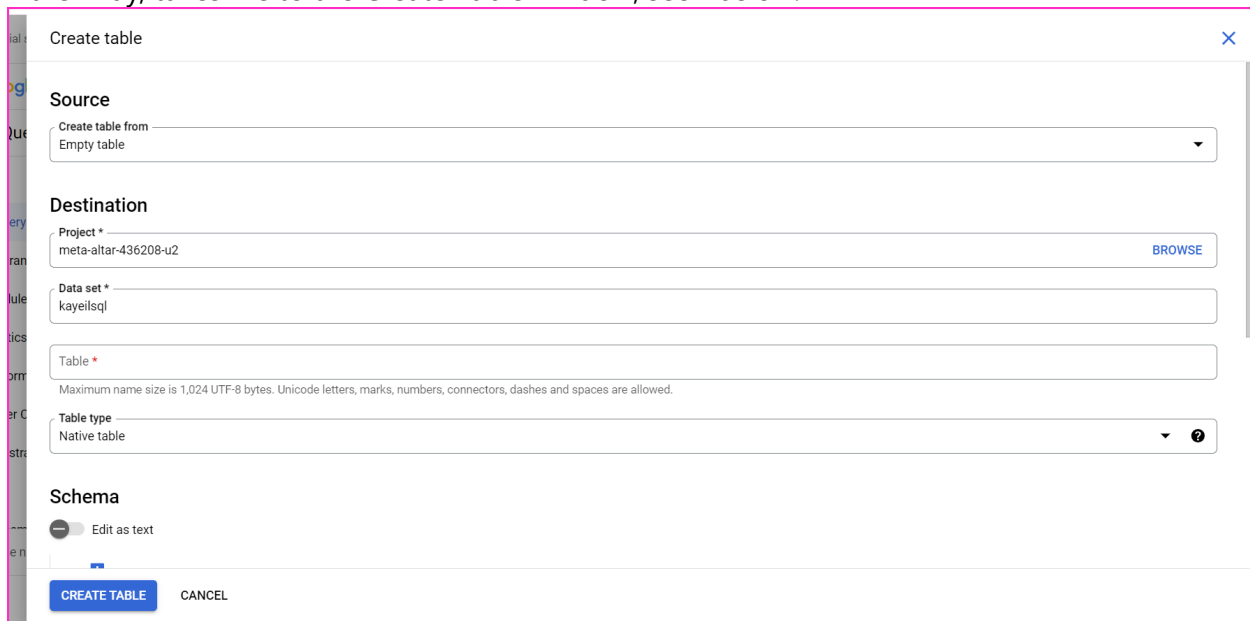 Create table
Source
Create table from
Empty table
Destination
Project *
meta-altar-436208-u2
BROWSE
Data set *
kayeilsql
Table *
Maximum name size is 1,024 UTF-8 bytes. Unicode letters, marks, numbers, connectors, dashes and spaces are allowed.
Table type
Native table
Schema
Edit as text
CREATE TABLE CANCEL